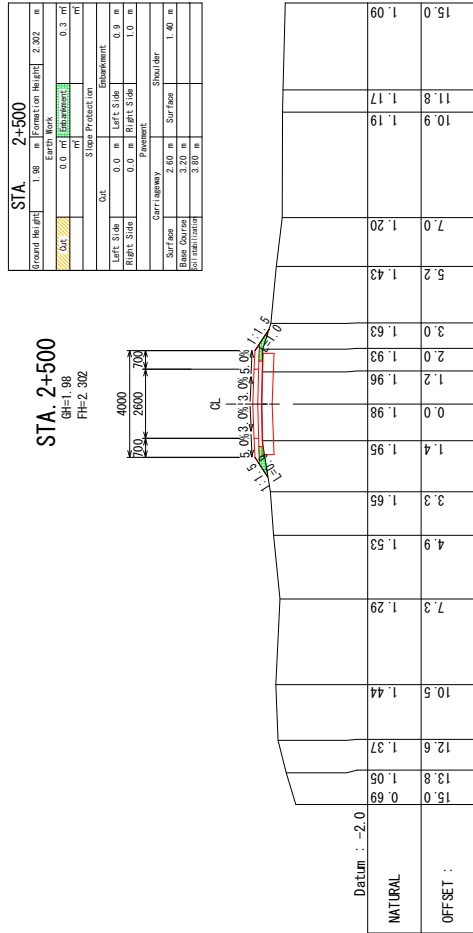 STA. 2+500
Ground Height 1.98 m Formation Height 2.302 m
Earth Work
Cut 0.0 ㎡ Embankment 0.3 ㎡
㎡ ㎡
Slope Protection
Cut Embankment
Left Side 0.0 m Left Side 0.9 m
Right Side 0.0 m Right Side 1.0 m
Pavement
Carriageway Shoulder
Surface 2.60 m Surface 1.40 m
Base Course 3.20 m
Soil stabilization 3.80 m
STA. 2+500
GH=1.98
FH=2.302
4000
700 2600 700
CL
5.0% 3.0% 3.0% 5.0%
1:1.5 1:1.5
L=0.9 L=1.0
Datum : -2.0
NATURAL 0.69 1.05 1.37 1.44 1.29 1.53 1.65 1.95 1.98 1.96 1.93 1.63 1.43 1.20 1.19 1.17 1.09
OFFSET : 15.0 13.8 12.6 10.5 7.3 4.9 3.3 1.4 0.0 1.2 2.0 3.0 5.2 7.0 10.9 11.8 15.0